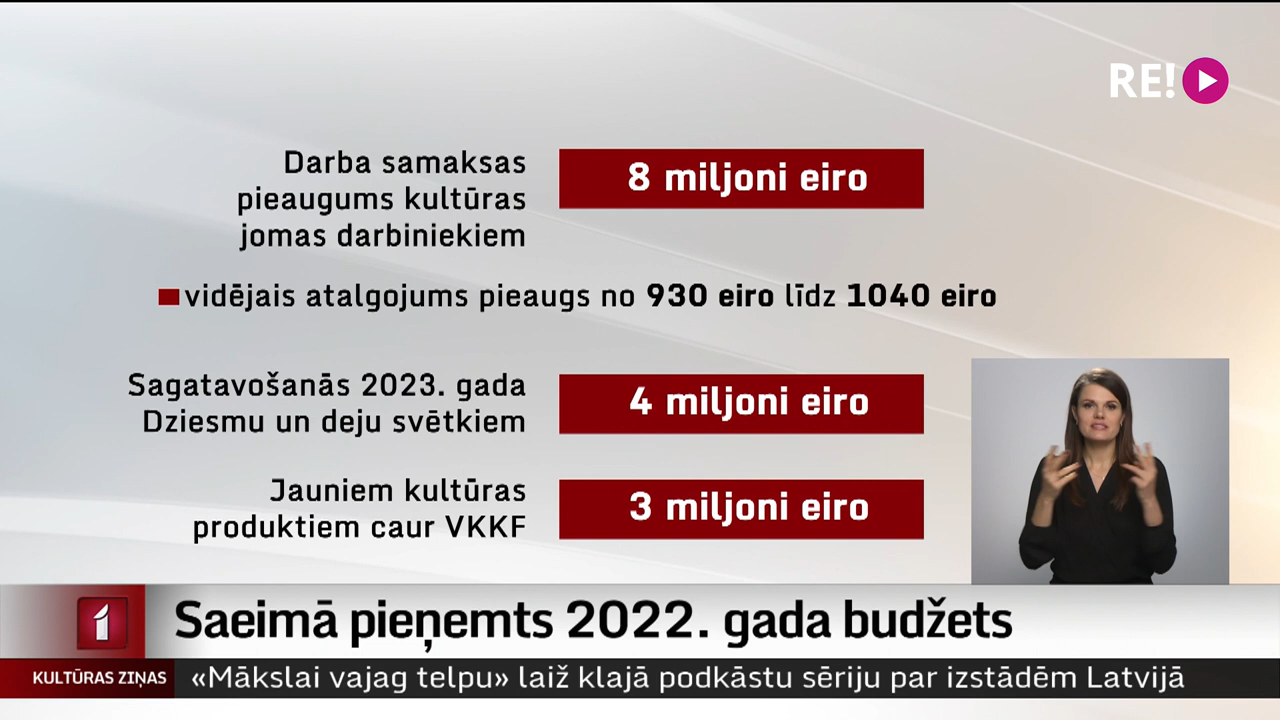 RE!
Darba samaksas
pieaugums kultūras
jomas darbiniekiem
8 miljoni eiro
vidējais atalgojums pieaugs no 930 eiro līdz 1040 eiro
Sagatavošanās 2023. gada
Dziesmu un deju svētkiem
4 miljoni eiro
Jauniem kultūras
produktiem caur VKKF
3 miljoni eiro
1
Saeimā pieņemts 2022. gada budžets
KULTŪRAS ZIŅAS
«Mākslai vajag telpu» laiž klajā podkāstu sēriju par izstādēm Latvijā